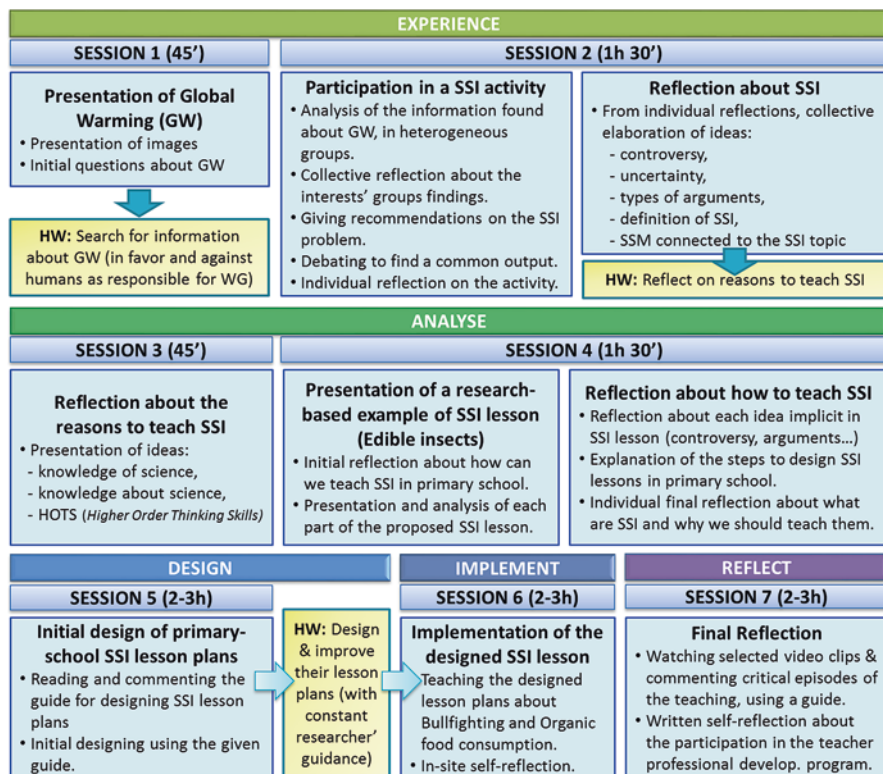 EXPERIENCE
SESSION 1 (45’)
Presentation of Global
Warming (GW)
• Presentation of images
• Initial questions about GW
HW: Search for information
about GW (in favor and against
humans as responsible for WG)
SESSION 2 (1h 30’)
Participation in a SSI activity
• Analysis of the information found
about GW, in heterogeneous
groups.
• Collective reflection about the
interests’ groups findings.
• Giving recommendations on the SSI
problem.
• Debating to find a common output.
• Individual reflection on the activity.
Reflection about SSI
• From individual reflections, collective
elaboration of ideas:
- controversy,
- uncertainty,
- types of arguments,
- definition of SSI,
- SSM connected to the SSI topic
HW: Reflect on reasons to teach SSI
ANALYSE
SESSION 3 (45’)
Reflection about the
reasons to teach SSI
• Presentation of ideas:
- knowledge of science,
- knowledge about science,
- HOTS (Higher Order Thinking Skills)
SESSION 4 (1h 30’)
Presentation of a research-
based example of SSI lesson
(Edible insects)
• Initial reflection about how can
we teach SSI in primary school.
• Presentation and analysis of each
part of the proposed SSI lesson.
Reflection about how to teach SSI
• Reflection about each idea implicit in
SSI lesson (controversy, arguments...)
• Explanation of the steps to design SSI
lessons in primary school.
• Individual final reflection about what
are SSI and why we should teach them.
DESIGN
SESSION 5 (2-3h)
Initial design of primary-
school SSI lesson plans
• Reading and commenting the
guide for designing SSI lesson
plans
• Initial designing using the given
guide.
HW: Design
& improve
their lesson
plans (with
constant
researcher’
guidance)
IMPLEMENT
SESSION 6 (2-3h)
Implementation of the
designed SSI lesson
Teaching the designed
lesson plans about
Bullfighting and Organic
food consumption.
• In-site self-reflection.
REFLECT
SESSION 7 (2-3h)
Final Reflection
• Watching selected video clips &
commenting critical episodes of
the teaching, using a guide.
• Written self-reflection about
the participation in the teacher
professional develop. program.